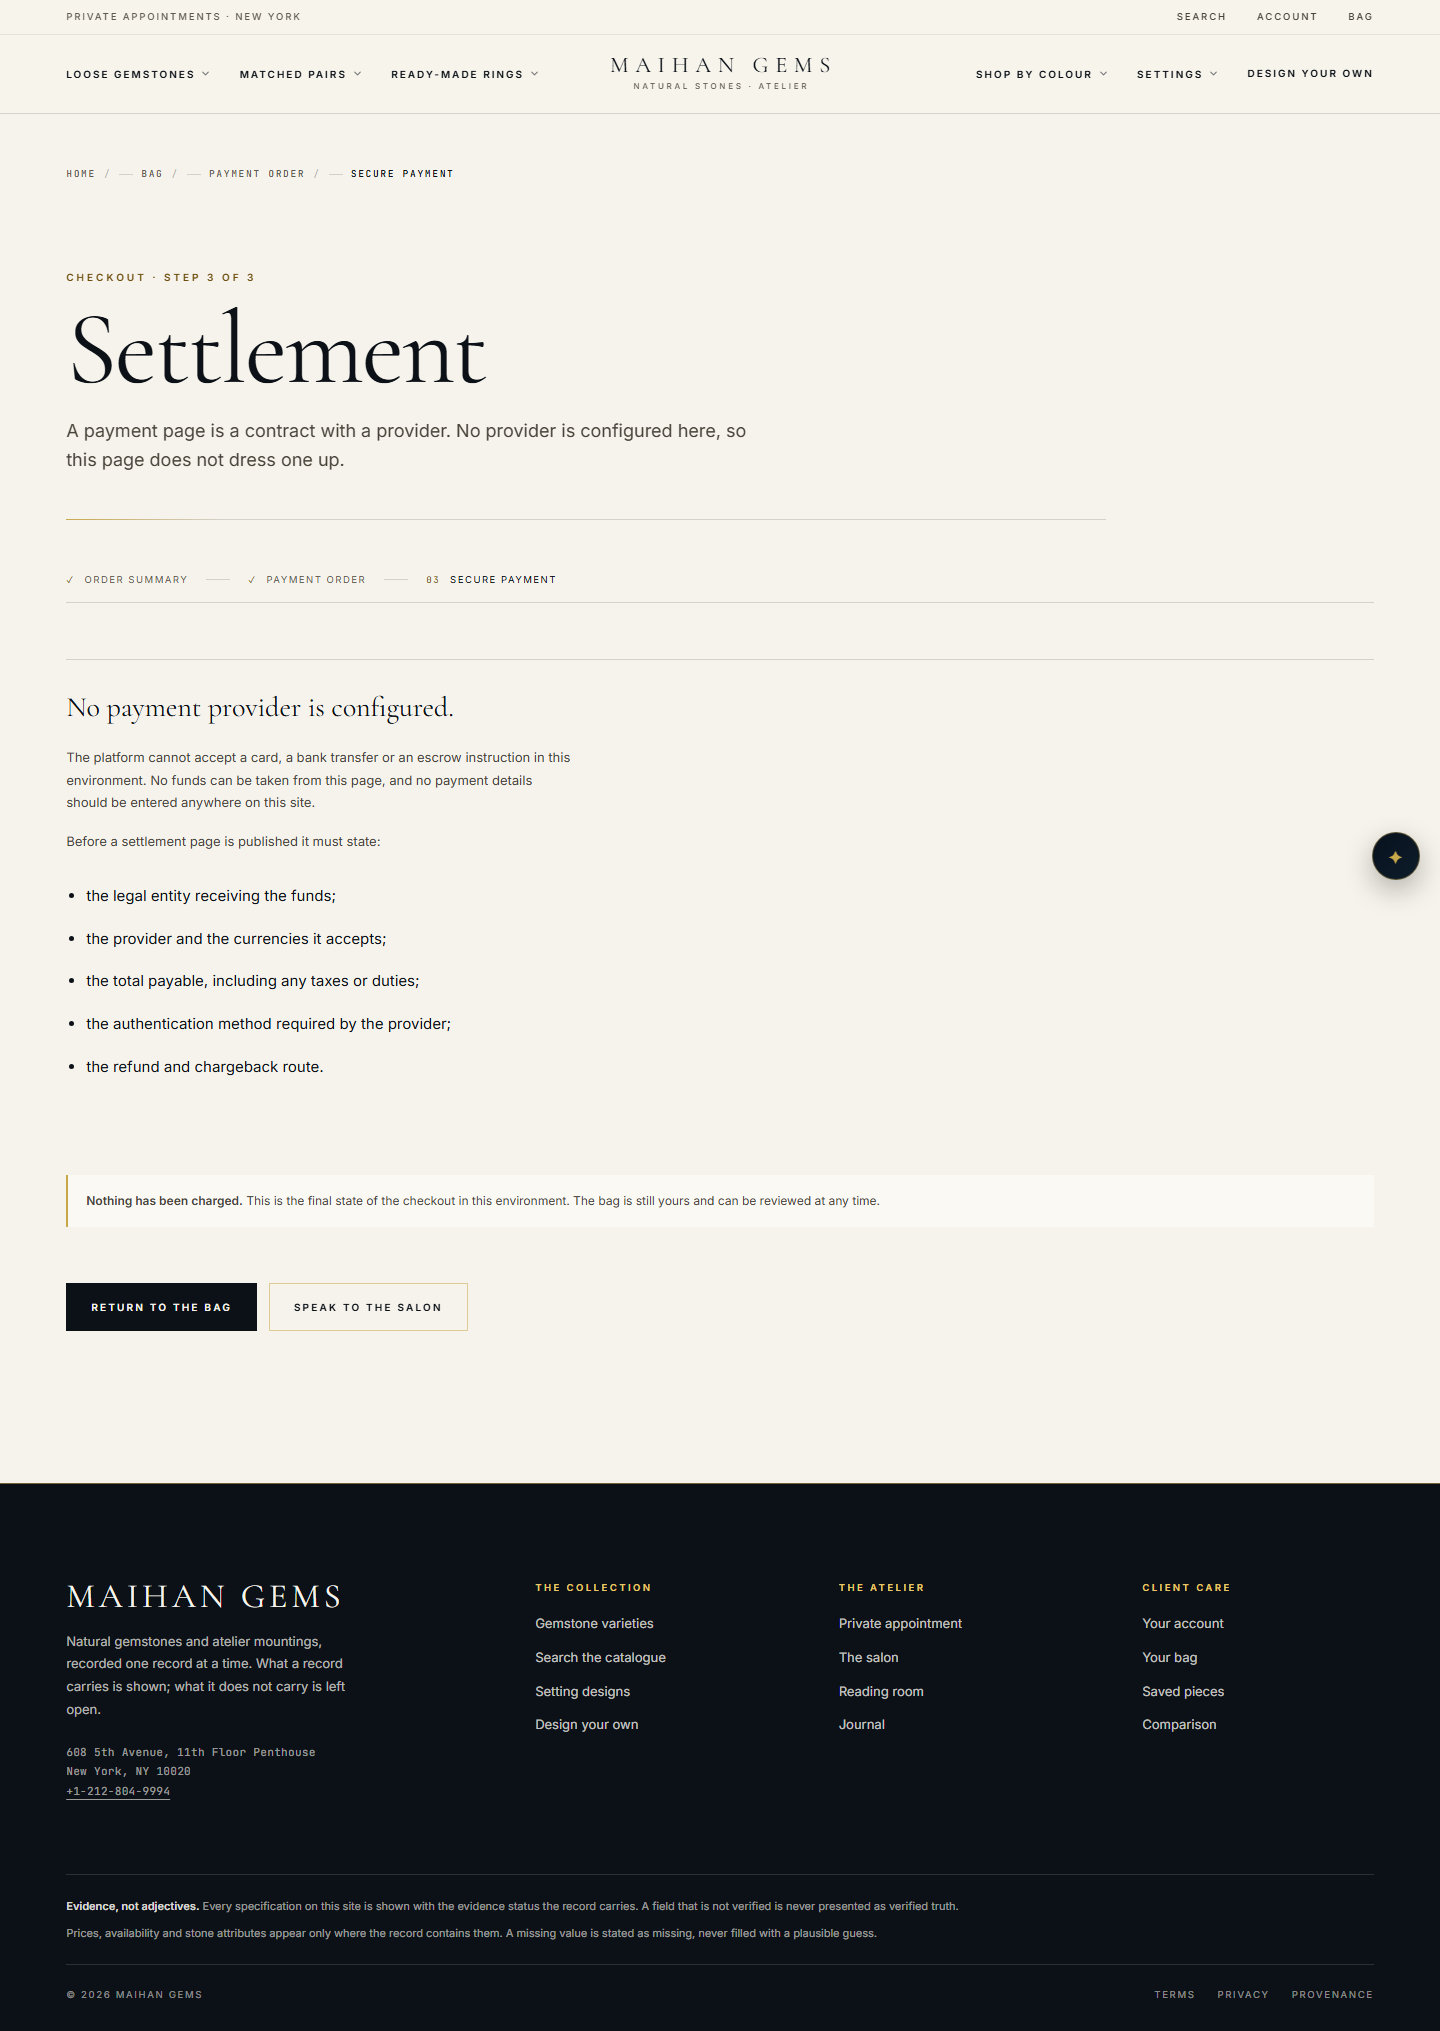 PRIVATE APPOINTMENTS · NEW YORK
SEARCH ACCOUNT BAG
LOOSE GEMSTONES MATCHED PAIRS READY-MADE RINGS
MAIHAN GEMS
NATURAL STONES · ATELIER
SHOP BY COLOUR SETTINGS DESIGN YOUR OWN
HOME / — BAG / — PAYMENT ORDER / — SECURE PAYMENT
CHECKOUT · STEP 3 OF 3
Settlement
A payment page is a contract with a provider. No provider is configured here, so
this page does not dress one up.
✓ ORDER SUMMARY — ✓ PAYMENT ORDER — 03 SECURE PAYMENT
No payment provider is configured.
The platform cannot accept a card, a bank transfer or an escrow instruction in this
environment. No funds can be taken from this page, and no payment details
should be entered anywhere on this site.
Before a settlement page is published it must state:
• the legal entity receiving the funds;
• the provider and the currencies it accepts;
• the total payable, including any taxes or duties;
• the authentication method required by the provider;
• the refund and chargeback route.
Nothing has been charged. This is the final state of the checkout in this environment. The bag is still yours and can be reviewed at any time.
RETURN TO THE BAG
SPEAK TO THE SALON
MAIHAN GEMS
Natural gemstones and atelier mountings,
recorded one record at a time. What a record
carries is shown; what it does not carry is left
open.
608 5th Avenue, 11th Floor Penthouse
New York, NY 10020
+1-212-804-9994
THE COLLECTION
Gemstone varieties
Search the catalogue
Setting designs
Design your own
THE ATELIER
Private appointment
The salon
Reading room
Journal
CLIENT CARE
Your account
Your bag
Saved pieces
Comparison
Evidence, not adjectives. Every specification on this site is shown with the evidence status the record carries. A field that is not verified is never presented as verified truth.
Prices, availability and stone attributes appear only where the record contains them. A missing value is stated as missing, never filled with a plausible guess.
© 2026 MAIHAN GEMS
TERMS PRIVACY PROVENANCE